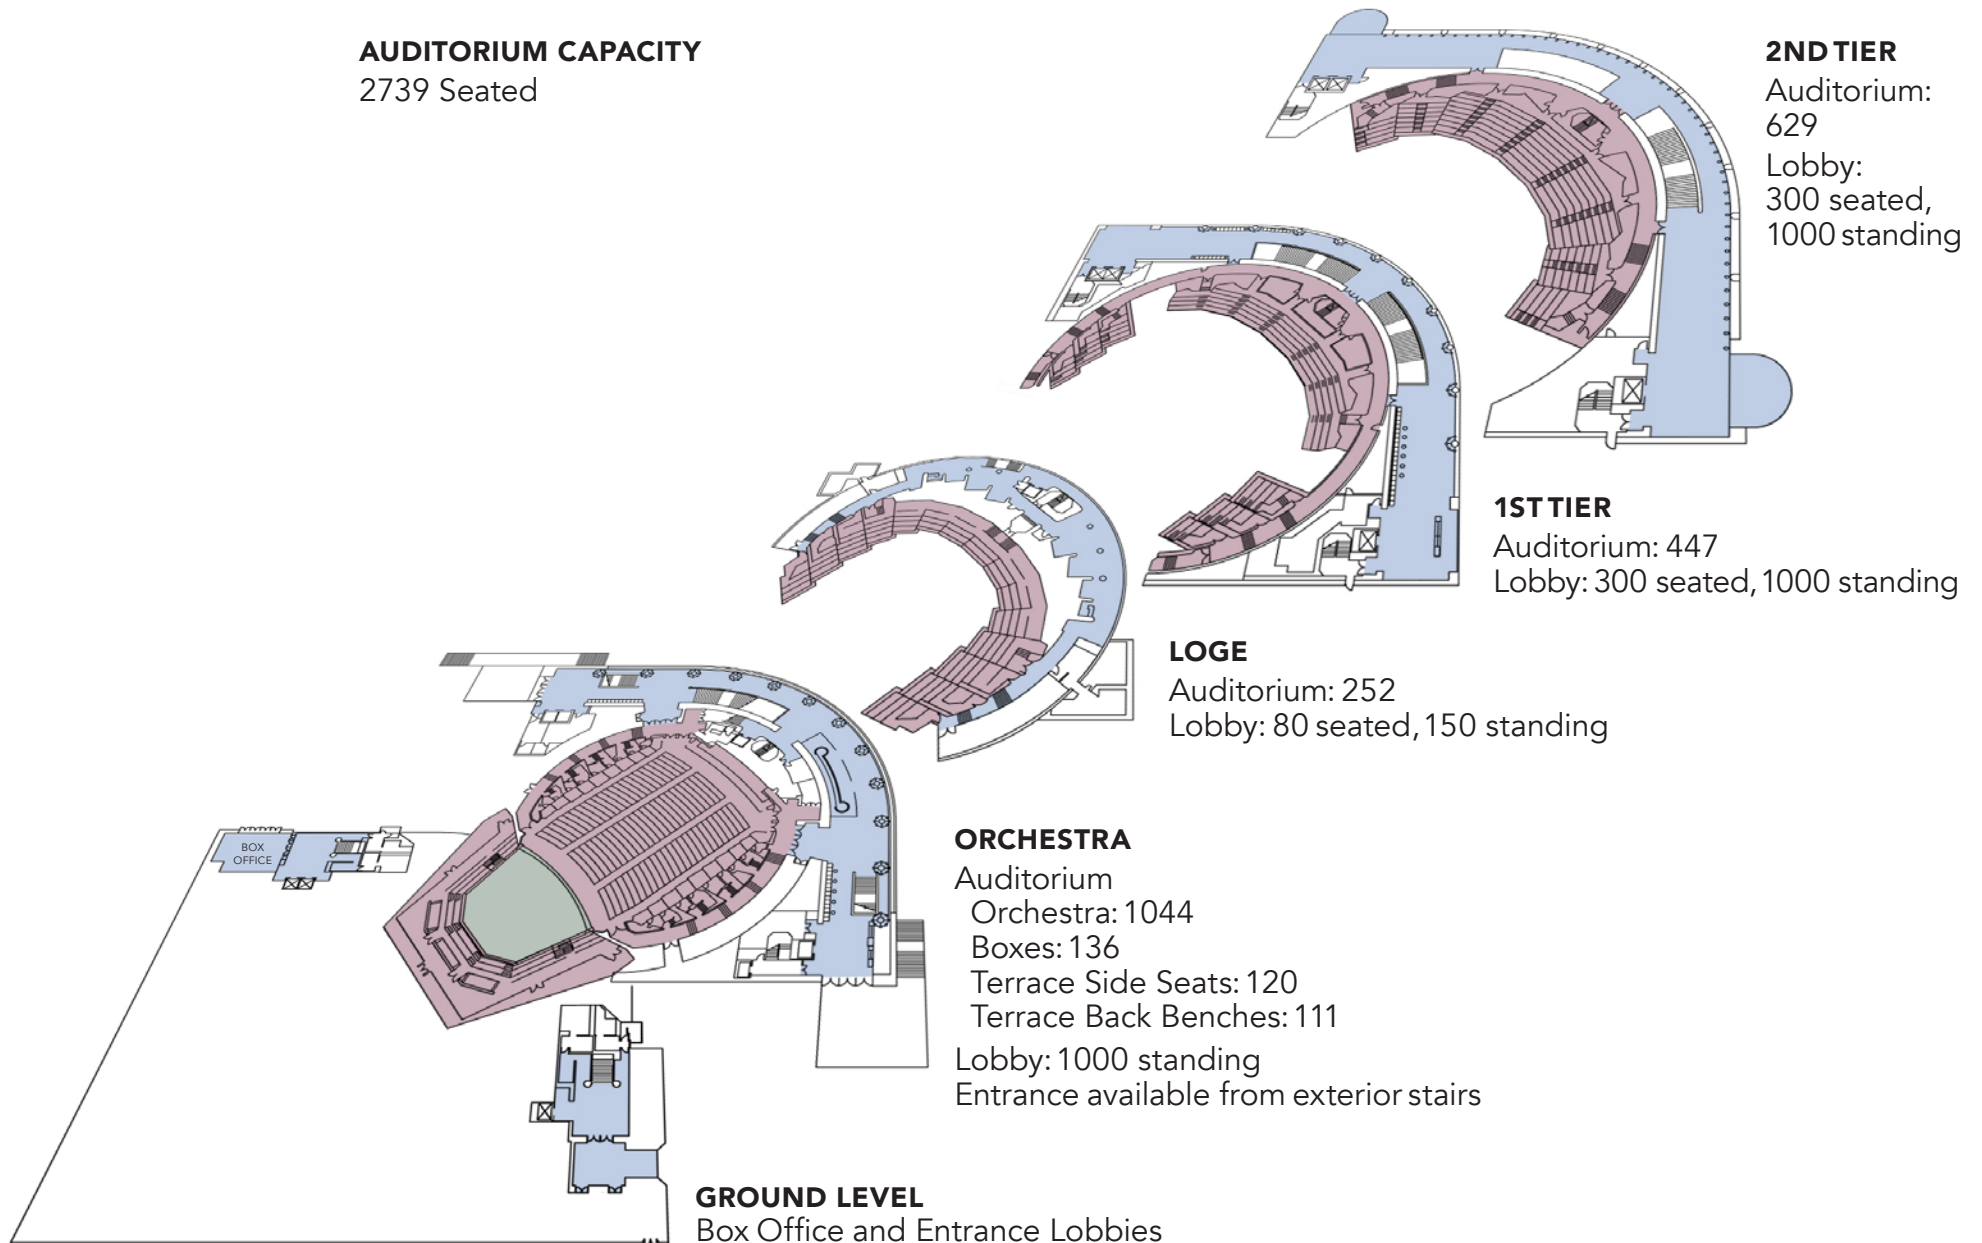 AUDITORIUM CAPACITY
2739 Seated
2ND TIER
Auditorium:
629
Lobby:
300 seated,
1000 standing
1ST TIER
Auditorium: 447
Lobby: 300 seated, 1000 standing
LOGE
Auditorium: 252
Lobby: 80 seated, 150 standing
ORCHESTRA
Auditorium
Orchestra: 1044
Boxes: 136
Terrace Side Seats: 120
Terrace Back Benches: 111
Lobby: 1000 standing
Entrance available from exterior stairs
BOX
OFFICE
GROUND LEVEL
Box Office and Entrance Lobbies